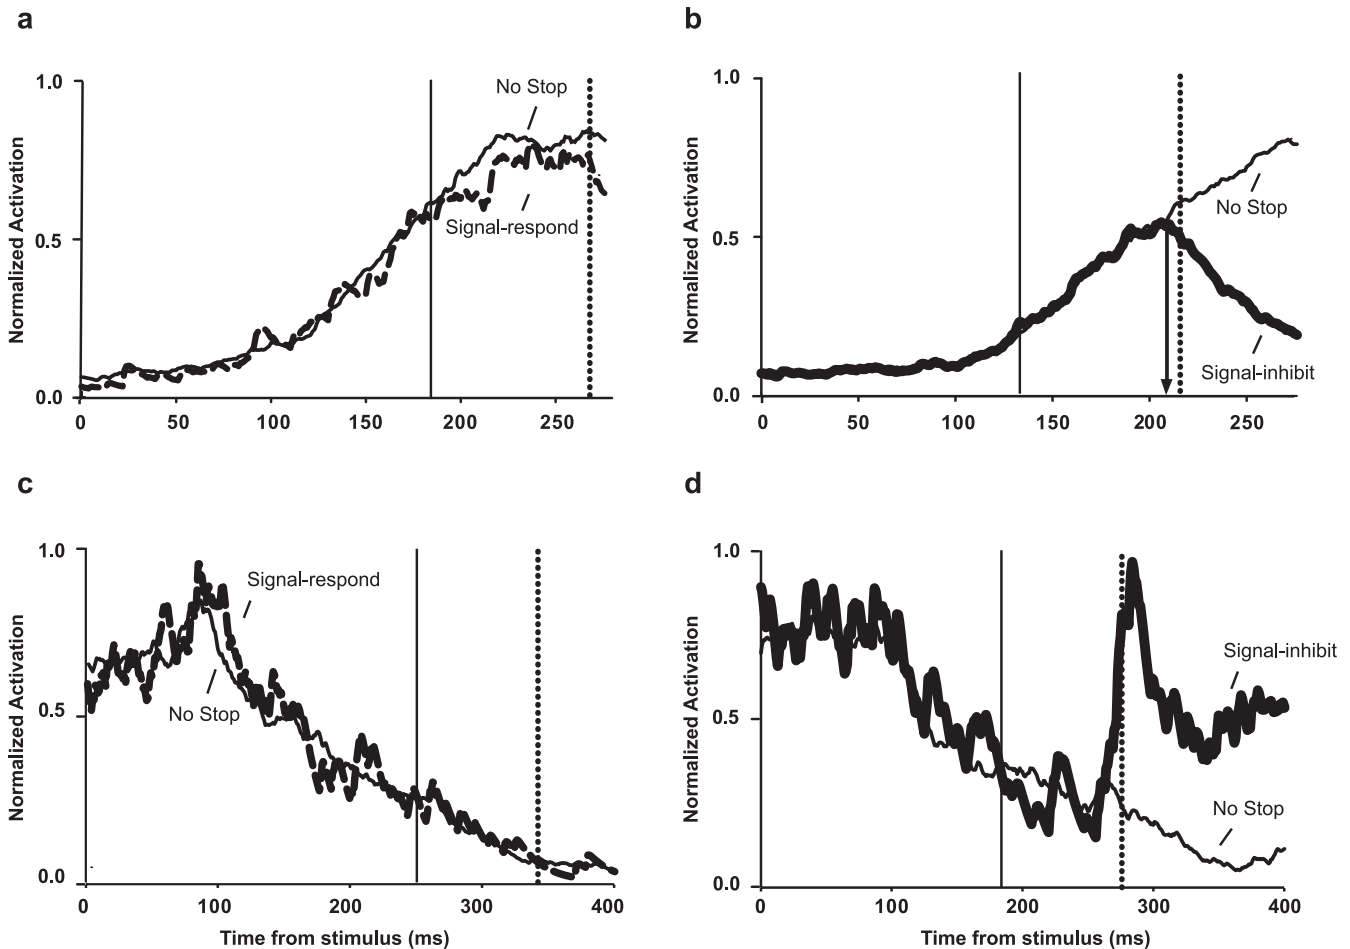 a
1.0
0.5
0.0
Normalized Activation
No Stop
Signal-respond
0 50 100 150 200 250
b
1.0
0.5
0.0
Normalized Activation
No Stop
Signal-inhibit
0 50 100 150 200 250
c
1.0
0.5
0.0
Normalized Activation
Signal-respond
No Stop
0 100 200 300 400
Time from stimulus (ms)
d
1.0
0.5
0.0
Normalized Activation
Signal-inhibit
No Stop
0 100 200 300 400
Time from stimulus (ms)